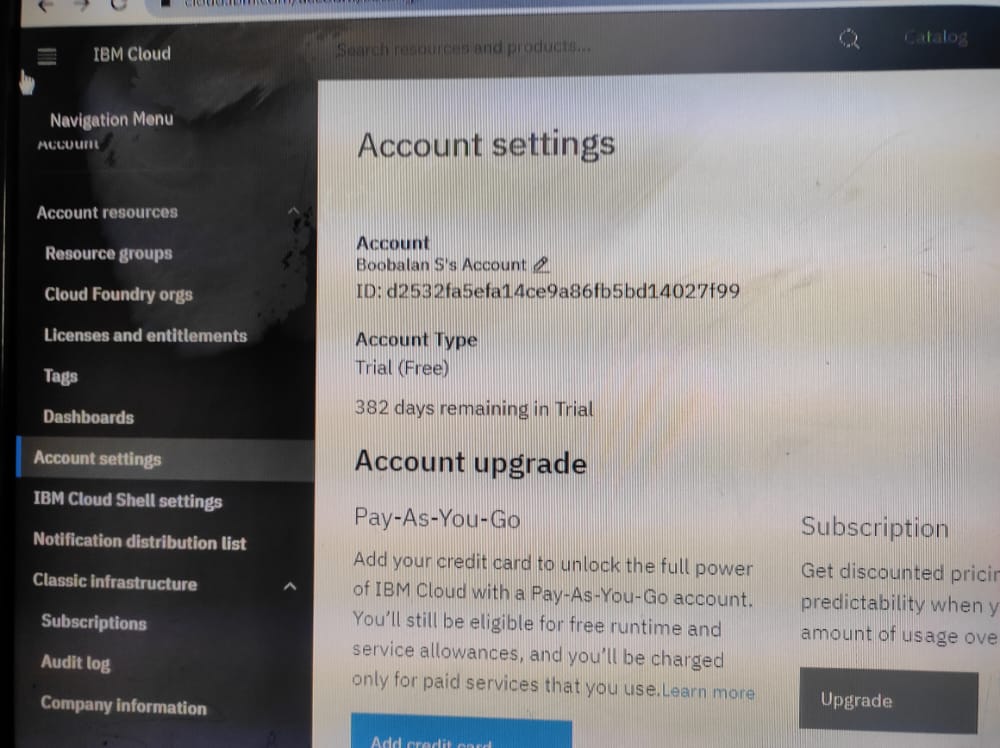 IBM Cloud
Search resources and products...
Catalog
Navigation Menu
Account
Account resources
Resource groups
Cloud Foundry orgs
Licenses and entitlements
Tags
Dashboards
Account settings
IBM Cloud Shell settings
Notification distribution list
Classic infrastructure
Subscriptions
Audit log
Company information
Account settings
Account
Boobalan S's Account
ID: d2532fa5efa14ce9a86fb5bd14027f99
Account Type
Trial (Free)
382 days remaining in Trial
Account upgrade
Pay-As-You-Go
Add your credit card to unlock the full power
of IBM Cloud with a Pay-As-You-Go account.
You'll still be eligible for free runtime and
service allowances, and you'll be charged
only for paid services that you use.Learn more
Add credit card
Subscription
Get discounted pricin
predictability when y
amount of usage ove
Upgrade